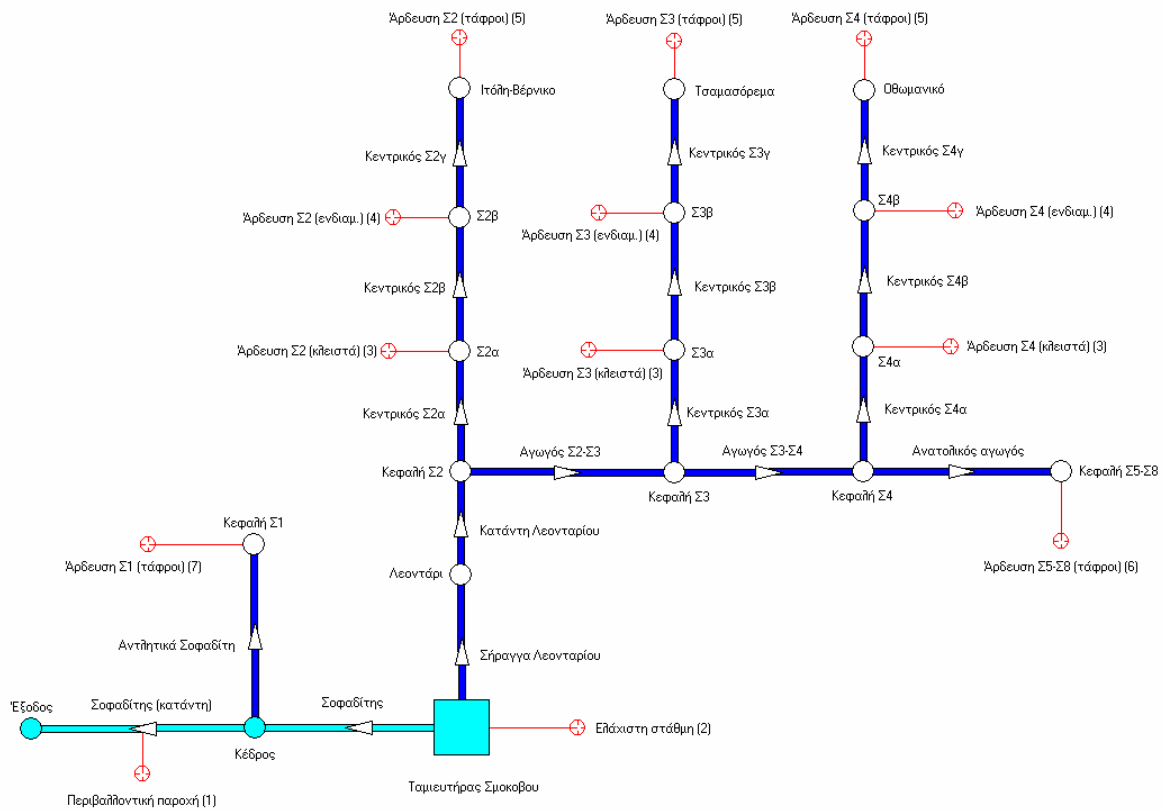 Άρδευση Σ2 (τάφροι) (5)
Άρδευση Σ3 (τάφροι) (5)
Άρδευση Σ4 (τάφροι) (5)
Ιτόλη-Βέρνικο
Τσαμασόρεμα
Οθωμανικό
Κεντρικός Σ2γ
Κεντρικός Σ3γ
Κεντρικός Σ4γ
Άρδευση Σ2 (ενδιαμ.) (4)
Σ2β
Άρδευση Σ3 (ενδιαμ.) (4)
Σ3β
Σ4β
Άρδευση Σ4 (ενδιαμ.) (4)
Κεντρικός Σ2β
Κεντρικός Σ3β
Κεντρικός Σ4β
Άρδευση Σ2 (κλειστά) (3)
Σ2α
Άρδευση Σ3 (κλειστά) (3)
Σ3α
Σ4α
Άρδευση Σ4 (κλειστά) (3)
Κεντρικός Σ2α
Κεντρικός Σ3α
Κεντρικός Σ4α
Κεφαλή Σ2
Αγωγός Σ2-Σ3
Αγωγός Σ3-Σ4
Ανατολικός αγωγός
Κεφαλή Σ5-Σ8
Κεφαλή Σ3
Κεφαλή Σ4
Κεφαλή Σ1
Κατάντη Λεονταρίου
Άρδευση Σ1 (τάφροι) (7)
Λεοντάρι
Άρδευση Σ5-Σ8 (τάφροι) (6)
Αντλητικά Σοφαδίτη
Σήραγγα Λεονταρίου
Έξοδος
Σοφαδίτης (κατάντη)
Σοφαδίτης
Κέδρος
Ελάχιστη στάθμη (2)
Ταμιευτήρας Σμοκοβου
Περιβαλλοντική παροχή (1)